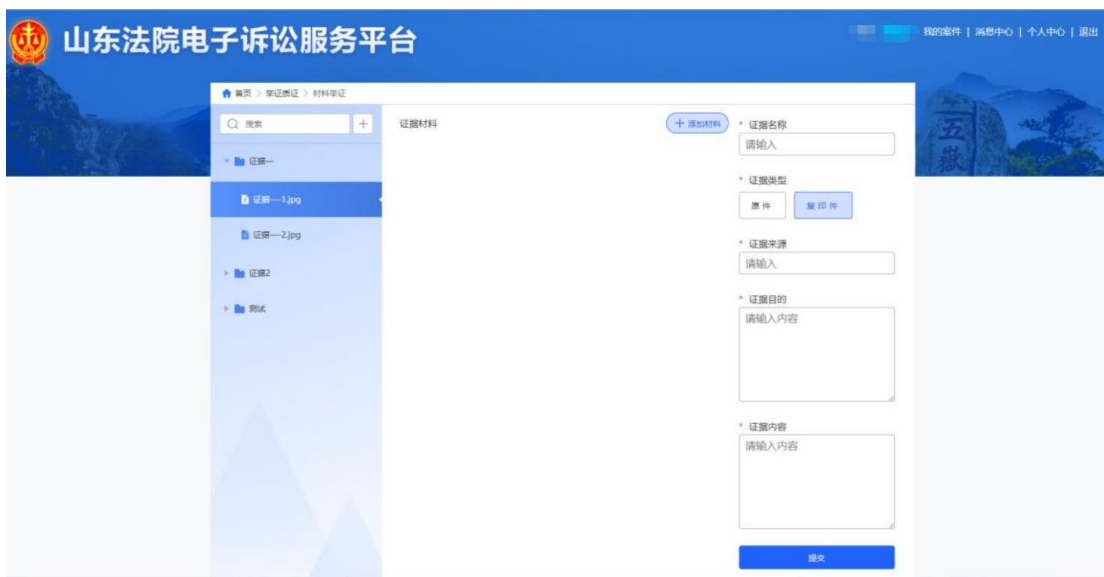 山东法院电子诉讼服务平台
我的案件 | 消息中心 | 个人中心 | 退出
首页 > 举证质证 > 材料举证
搜索
证据一
证据一-1.jpg
证据一-2.jpg
证据2
测试
证据材料
+ 添加材料
* 证据名称
请输入
* 证据类型
原件
复印件
* 证据来源
请输入
* 证据目的
请输入内容
* 证据内容
请输入内容
提交
五
嶽